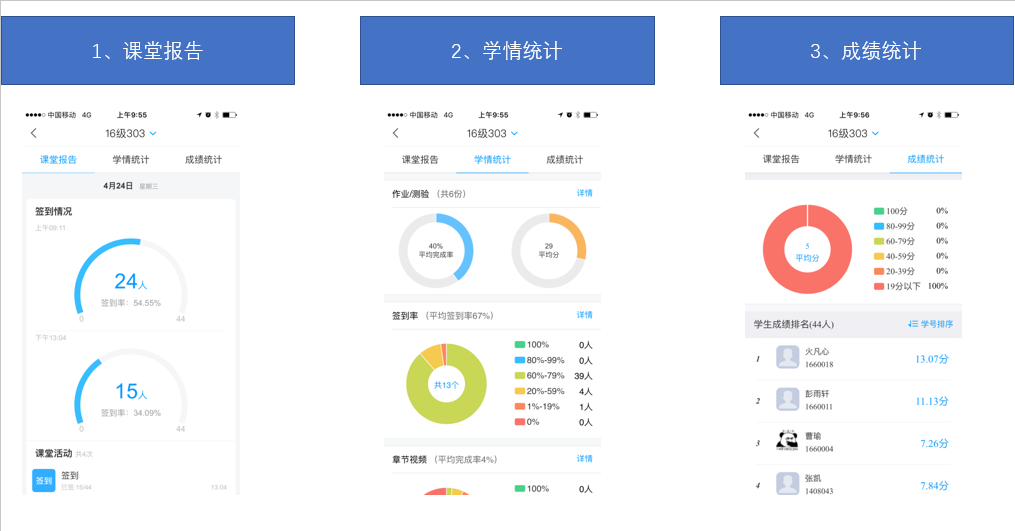 1、课堂报告
中国移动 4G 上午9:55
16级303
课堂报告 学情统计 成绩统计
4月24日 星期三
签到情况
上午09:11
24人
签到率：54.55%
0 44
下午13:04
15人
签到率：34.09%
0 44
课堂活动 共4次
签到 签到
已签 15/44 13:04
2、学情统计
中国移动 4G 上午9:55
16级303
课堂报告 学情统计 成绩统计
作业/测验 （共6份） 详情
40%
平均完成率
29
平均分
签到率 （平均签到率67%） 详情
共13个
100% 0人
80%-99% 0人
60%-79% 39人
20%-59% 4人
1%-19% 1人
0% 0人
章节视频 （平均完成率4%） 详情
100% 0人
3、成绩统计
中国移动 4G 上午9:56
16级303
课堂报告 学情统计 成绩统计
5
平均分
100分 0%
80-99分 0%
60-79分 0%
40-59分 0%
20-39分 0%
19分以下 100%
学生成绩排名(44人) 学号排序
1 火凡心 13.07分
1660018
2 彭雨轩 11.13分
1660011
3 曹瑜 7.26分
1660004
4 张凯 7.84分
1408043